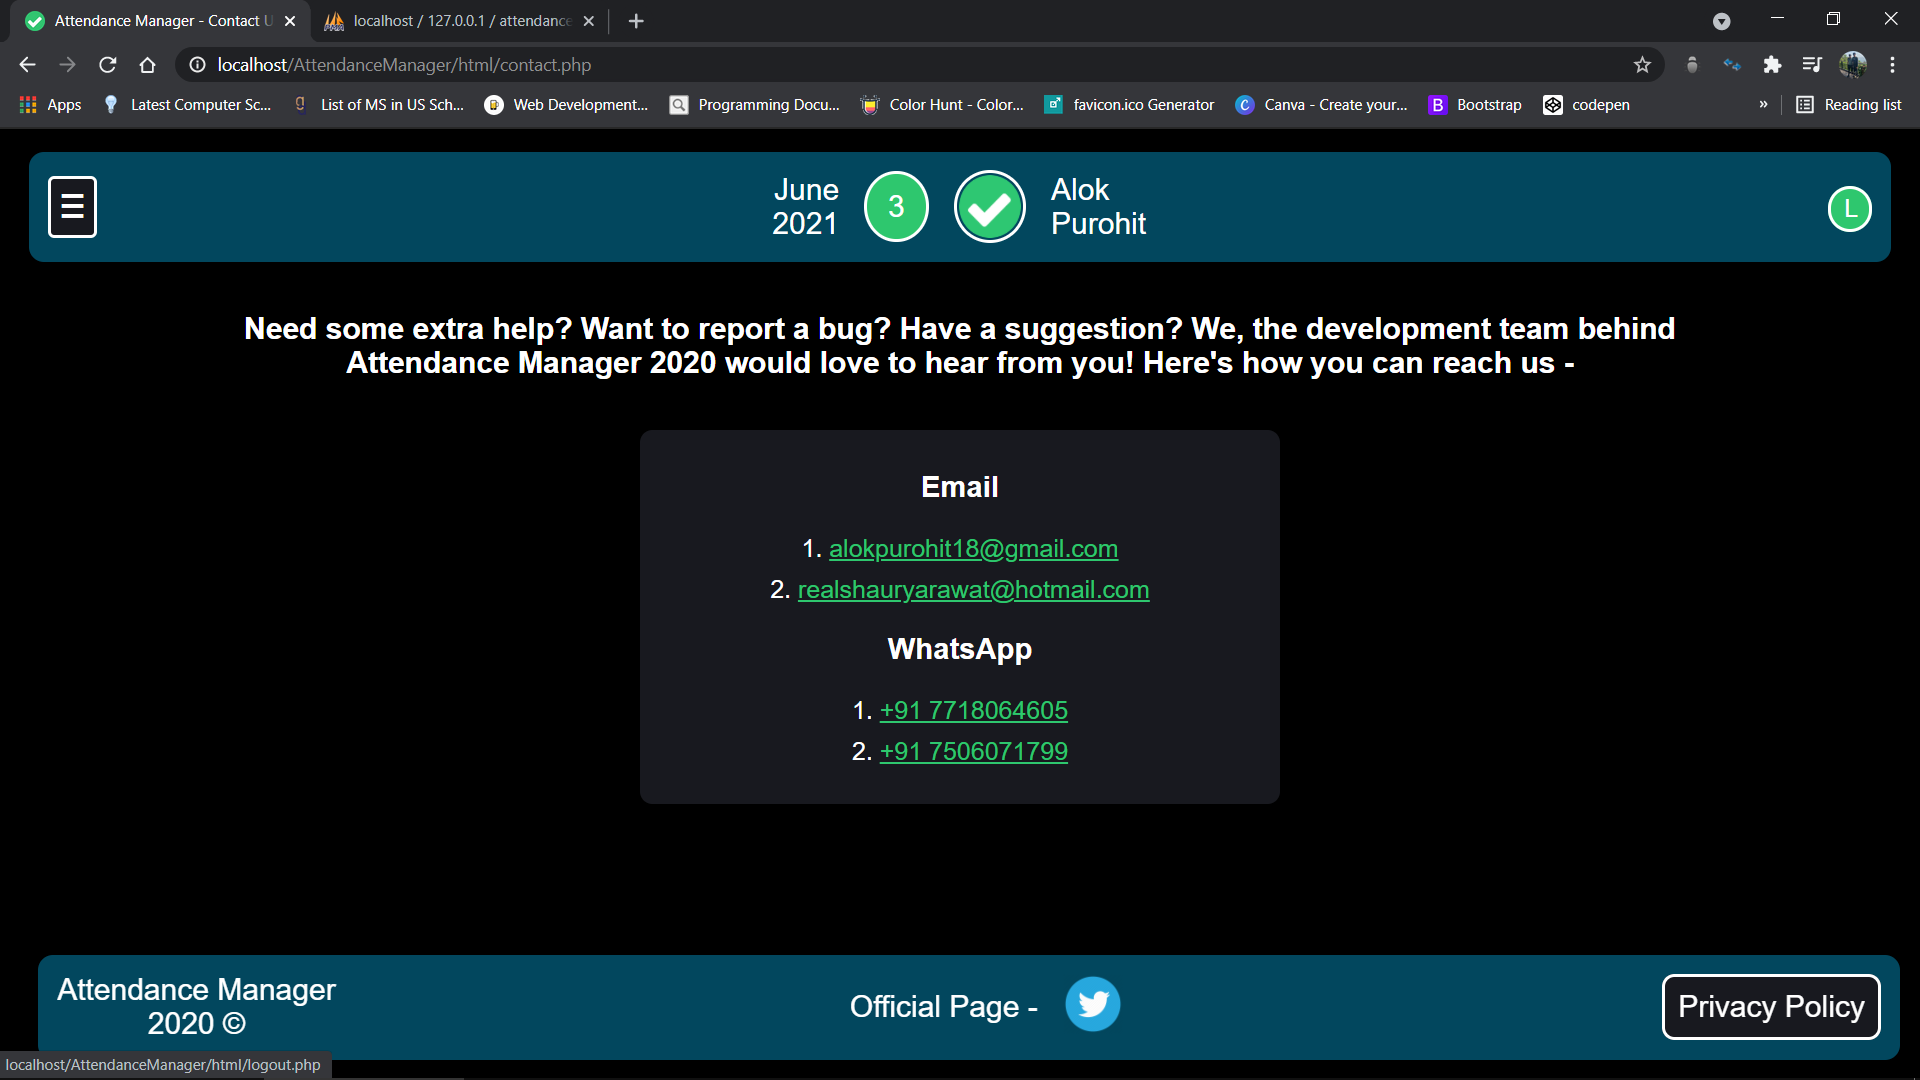 Attendance Manager - Contact U
localhost / 127.0.0.1 / attendance
localhost/AttendanceManager/html/contact.php
Apps
Latest Computer Sc...
List of MS in US Sch...
Web Development...
Programming Docu...
Color Hunt - Color...
favicon.ico Generator
Canva - Create your...
Bootstrap
codepen
»
Reading list
June
2021
3
Alok
Purohit
L
Need some extra help? Want to report a bug? Have a suggestion? We, the development team behind
Attendance Manager 2020 would love to hear from you! Here's how you can reach us -
Email
1. alokpurohit18@gmail.com
2. realshauryarawat@hotmail.com
WhatsApp
1. +91 7718064605
2. +91 7506071799
Attendance Manager
2020 ©
Official Page -
Privacy Policy
localhost/AttendanceManager/html/logout.php